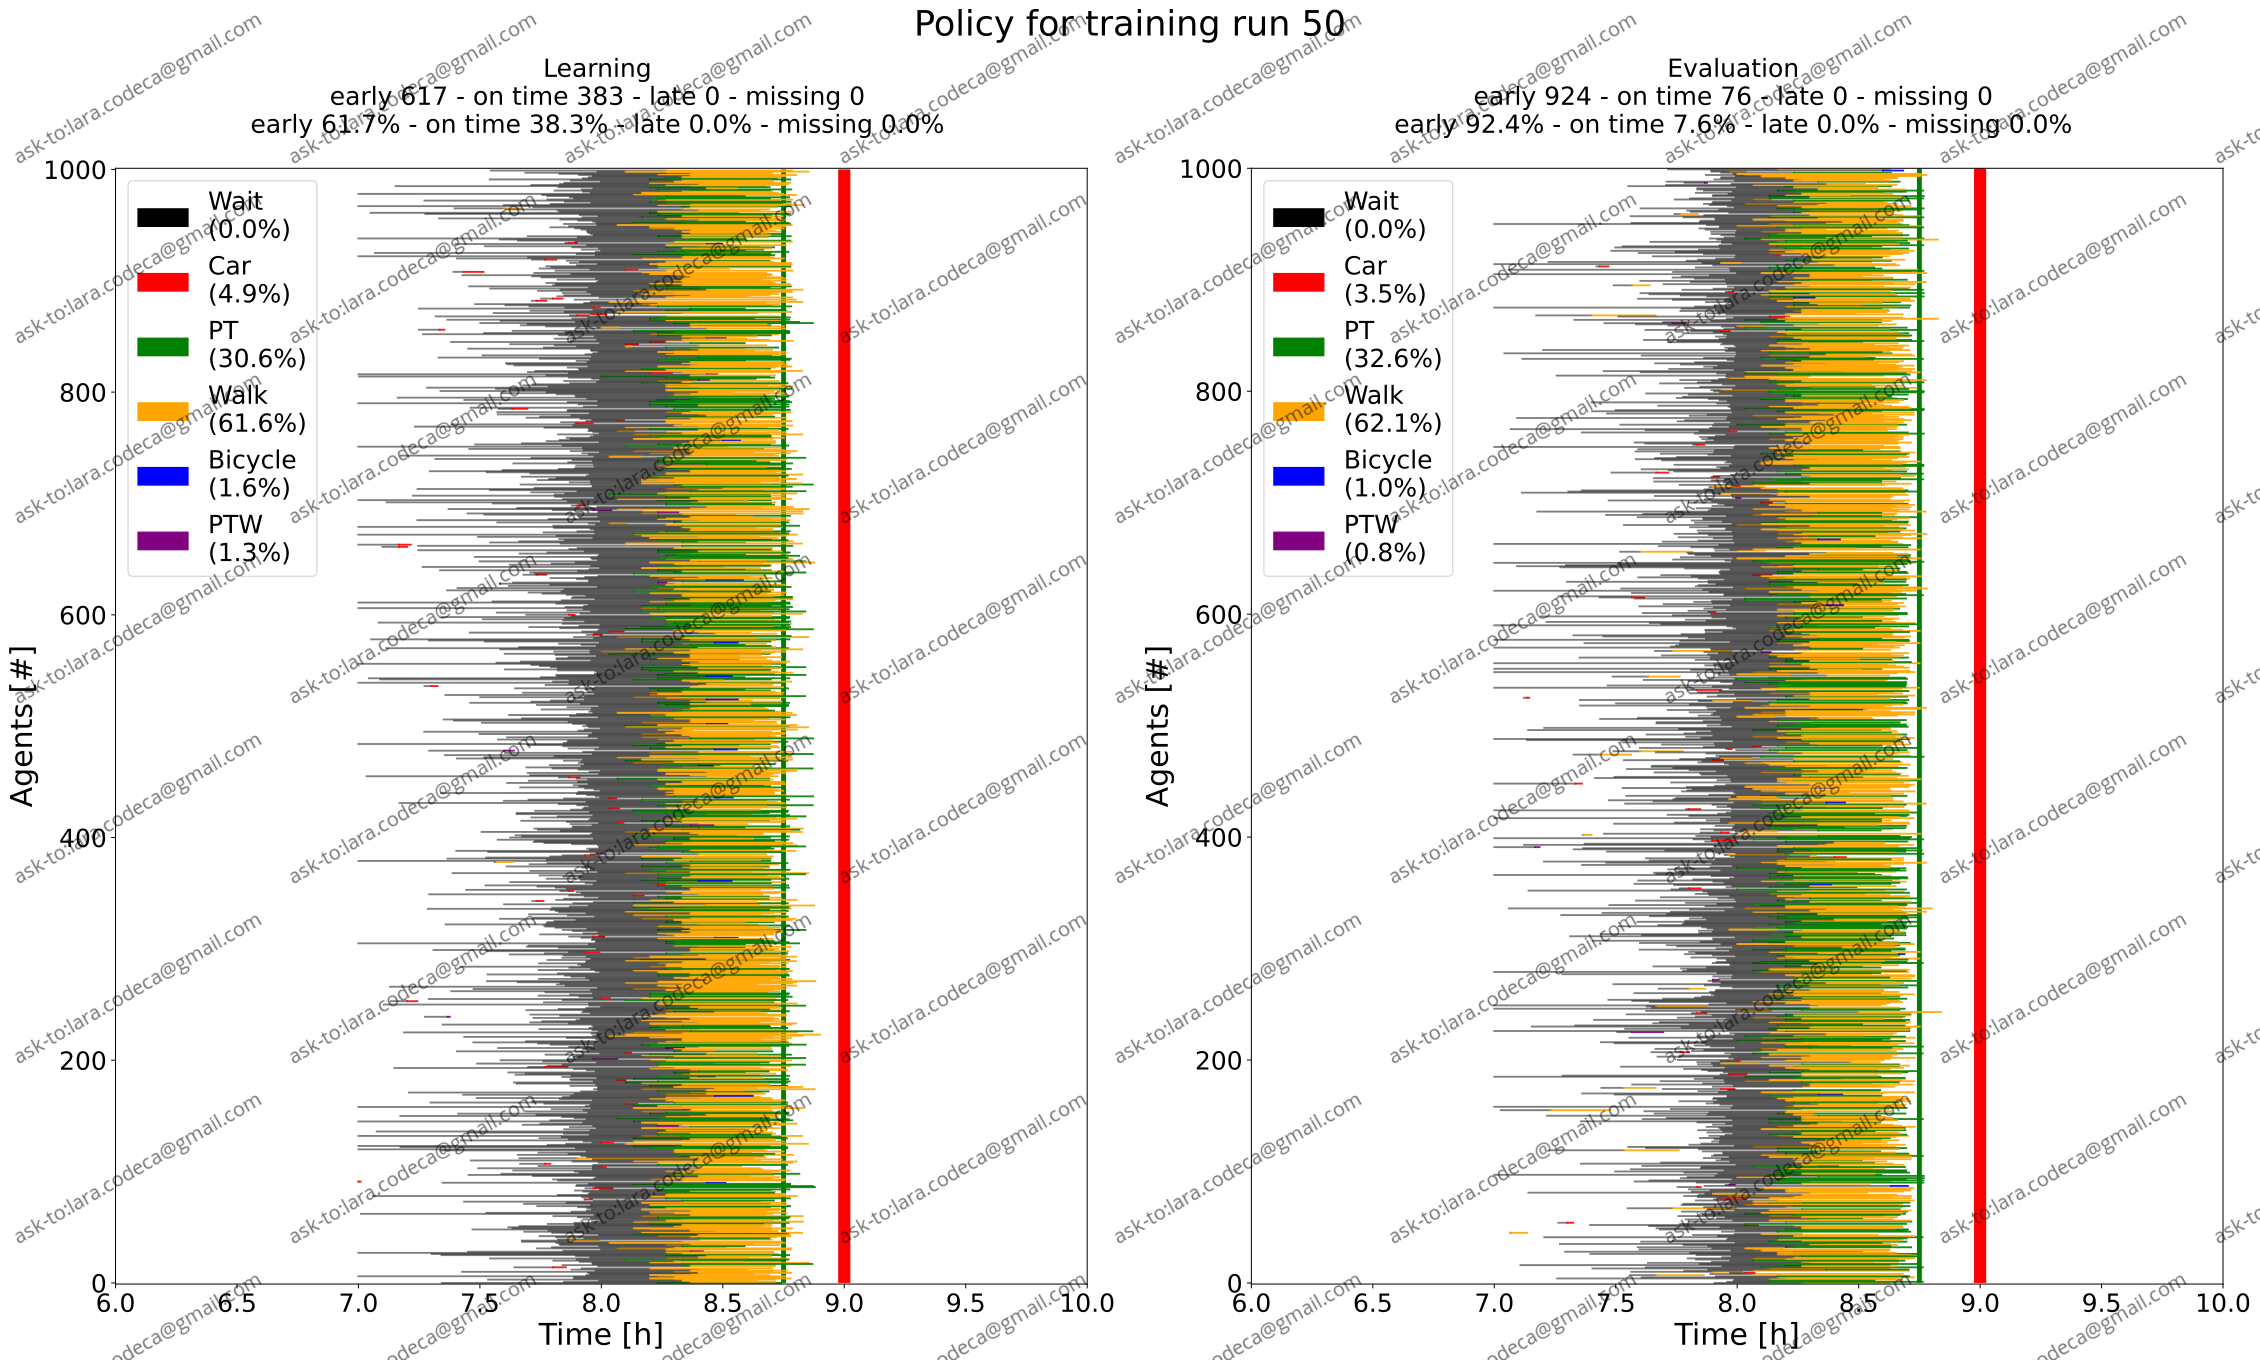 Policy for training run 50
Learning
early 617 - on time 383 - late 0 - missing 0
early 61.7% - on time 38.3% - late 0.0% - missing 0.0%
Evaluation
early 924 - on time 76 - late 0 - missing 0
early 92.4% - on time 7.6% - late 0.0% - missing 0.0%
Agents [#]
1000
800
600
400
200
0
Wait
(0.0%)
Car
(4.9%)
PT
(30.6%)
Walk
(61.6%)
Bicycle
(1.6%)
PTW
(1.3%)
6.0 6.5 7.0 7.5 8.0 8.5 9.0 9.5 10.0
Time [h]
Agents [#]
1000
800
600
400
200
0
Wait
(0.0%)
Car
(3.5%)
PT
(32.6%)
Walk
(62.1%)
Bicycle
(1.0%)
PTW
(0.8%)
6.0 6.5 7.0 7.5 8.0 8.5 9.0 9.5 10.0
Time [h]
ask-to:lara.codeca@gmail.com